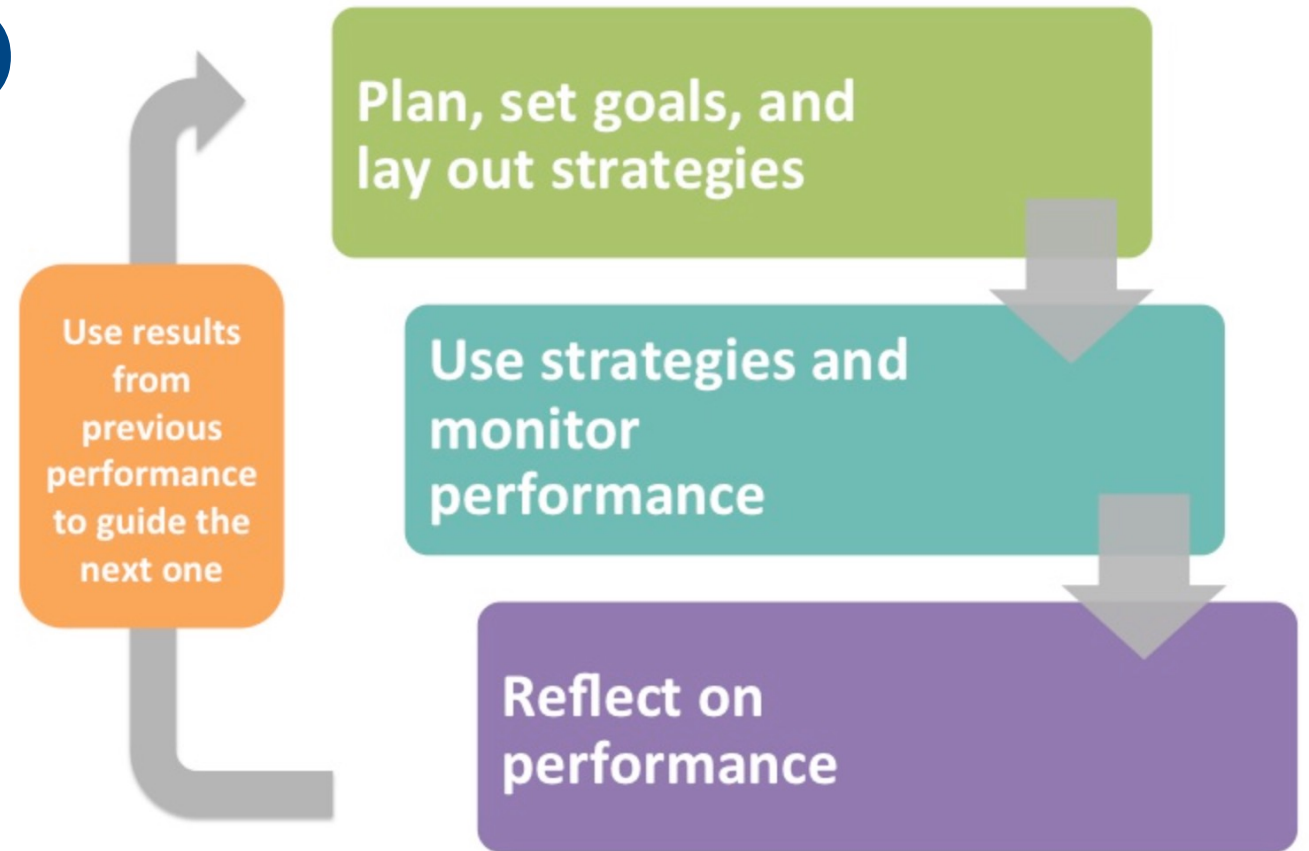 Plan, set goals, and
lay out strategies
Use strategies and
monitor
performance
Reflect on
performance
Use results
from
previous
performance
to guide the
next one